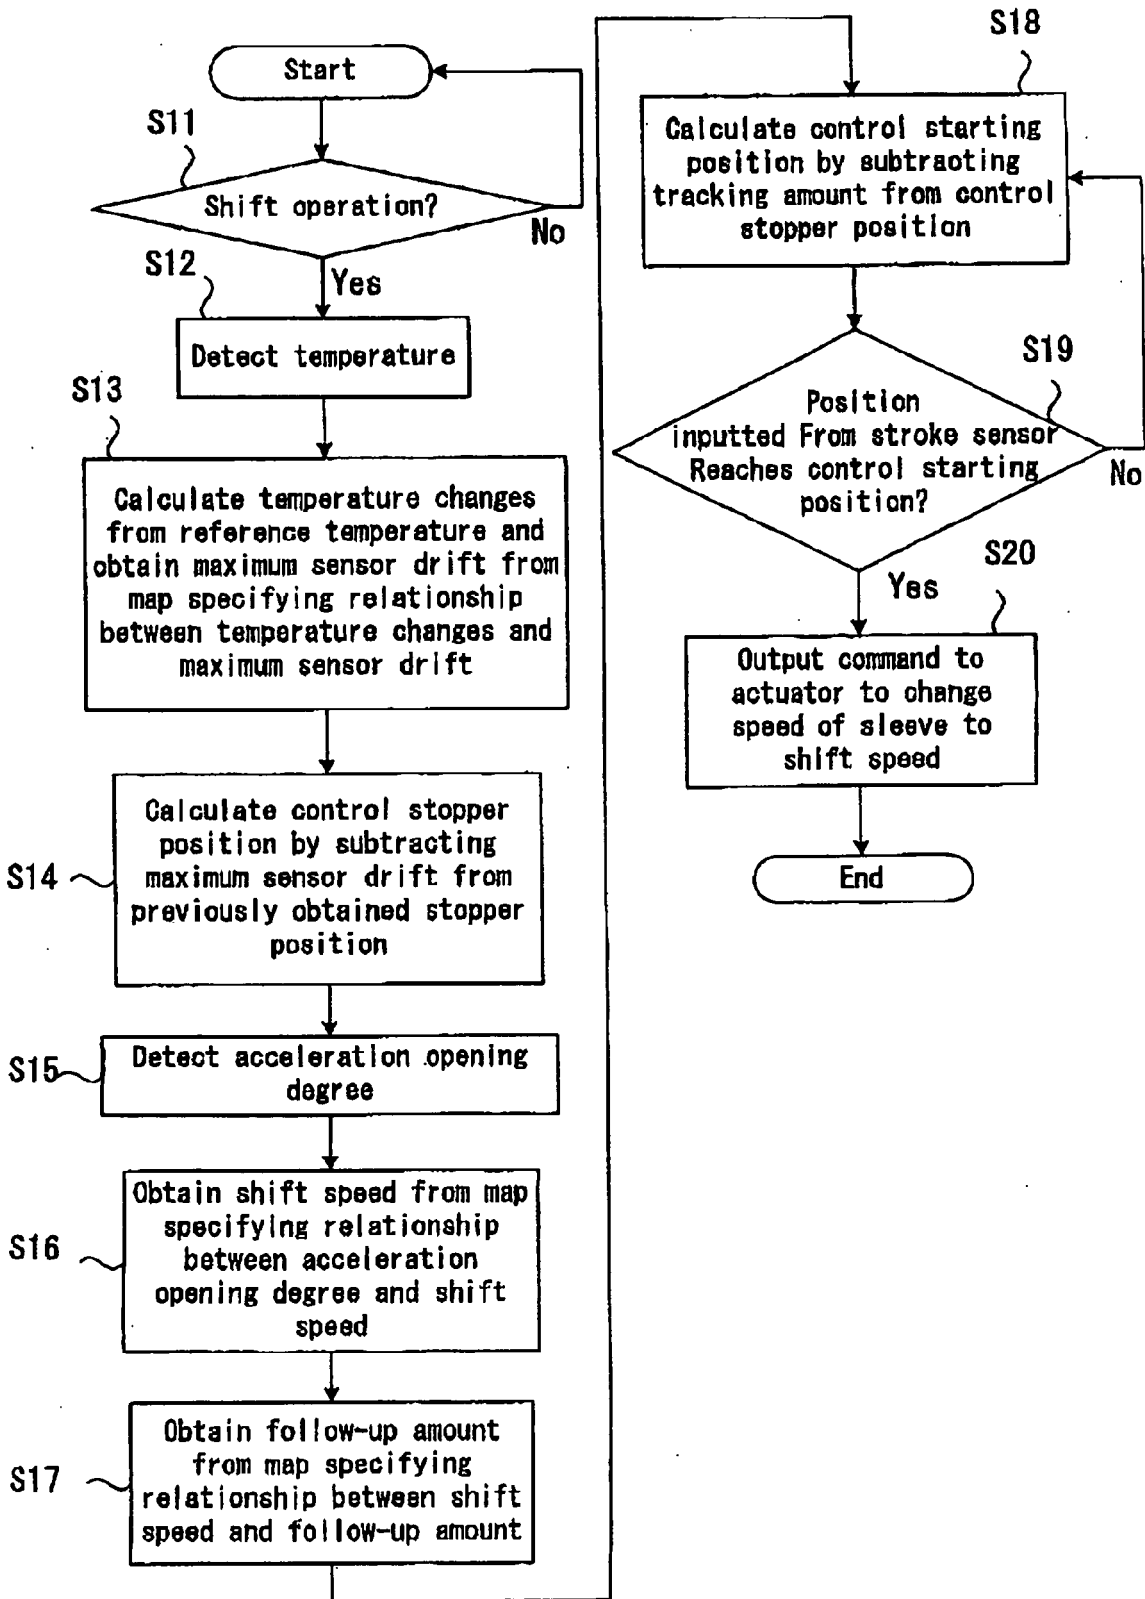 Start
S11
Shift operation?
No
Yes
S12
Detect temperature
S13
Calculate temperature changes
from reference temperature and
obtain maximum sensor drift from
map specifying relationship
between temperature changes and
maximum sensor drift
S14
Calculate control stopper
position by subtracting
maximum sensor drift from
previously obtained stopper
position
S15
Detect acceleration opening
degree
S16
Obtain shift speed from map
specifying relationship
between acceleration
opening degree and shift
speed
S17
Obtain follow-up amount
from map specifying
relationship between shift
speed and follow-up amount
S18
Calculate control starting
position by subtracting
tracking amount from control
stopper position
S19
Position
inputted From stroke sensor
Reaches control starting
position?
No
Yes
S20
Output command to
actuator to change
speed of sleeve to
shift speed
End